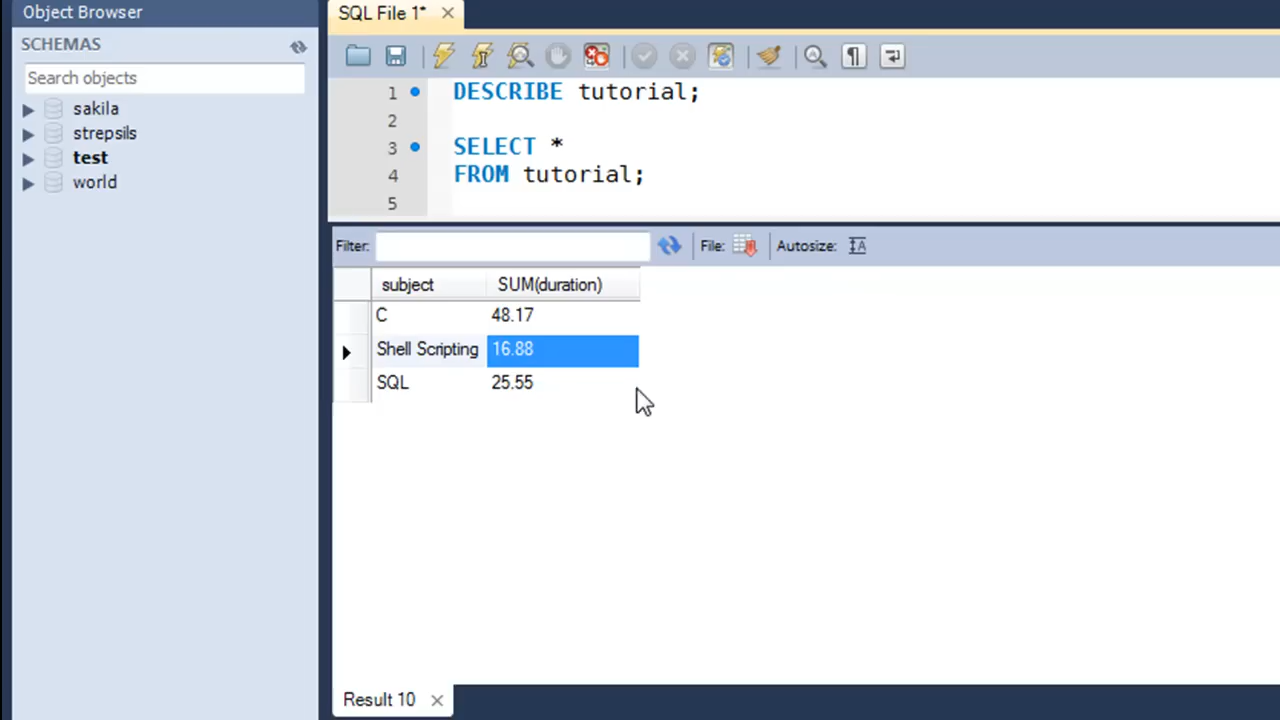 Object Browser
SCHEMAS
Search objects
sakila
strepsils
test
world
SQL File 1*
1 DESCRIBE tutorial;
2
3 SELECT *
4 FROM tutorial;
5
Filter: File: Autosize:
subject SUM(duration)
C 48.17
Shell Scripting 16.88
SQL 25.55
Result 10